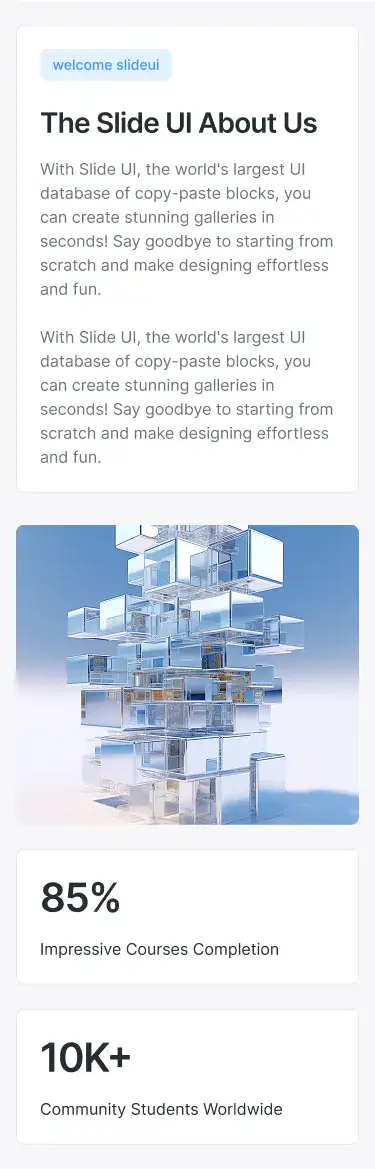 welcome slideui
The Slide UI About Us
With Slide UI, the world's largest UI
database of copy-paste blocks, you
can create stunning galleries in
seconds! Say goodbye to starting from
scratch and make designing effortless
and fun.
With Slide UI, the world's largest UI
database of copy-paste blocks, you
can create stunning galleries in
seconds! Say goodbye to starting from
scratch and make designing effortless
and fun.
85%
Impressive Courses Completion
10K+
Community Students Worldwide